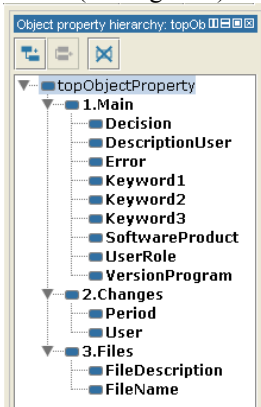 Object property hierarchy: topOb
topObjectProperty
1.Main
Decision
DescriptionUser
Error
Keyword1
Keyword2
Keyword3
SoftwareProduct
UserRole
VersionProgram
2.Changes
Period
User
3.Files
FileDescription
FileName